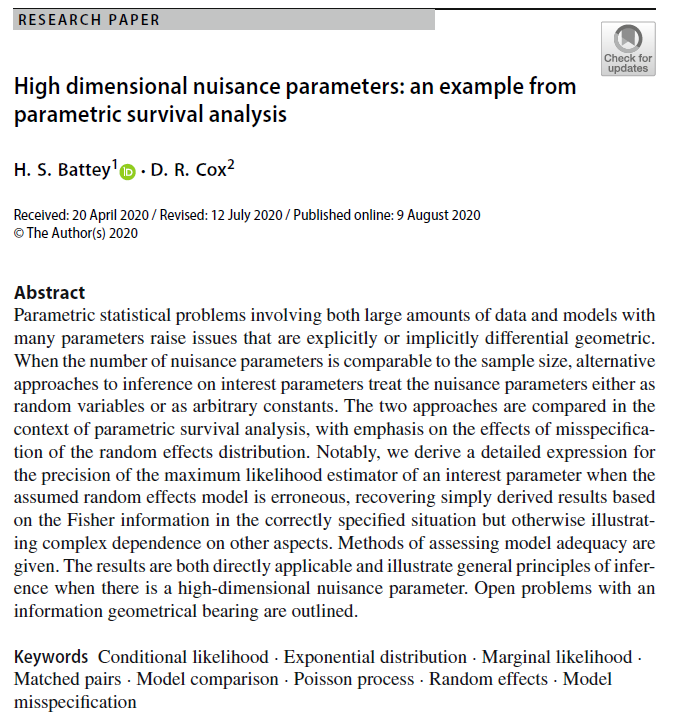 RESEARCH PAPER
Check for
updates
High dimensional nuisance parameters: an example from
parametric survival analysis
H. S. Battey1 iD · D. R. Cox2
Received: 20 April 2020 / Revised: 12 July 2020 / Published online: 9 August 2020
© The Author(s) 2020
Abstract
Parametric statistical problems involving both large amounts of data and models with
many parameters raise issues that are explicitly or implicitly differential geometric.
When the number of nuisance parameters is comparable to the sample size, alternative
approaches to inference on interest parameters treat the nuisance parameters either as
random variables or as arbitrary constants. The two approaches are compared in the
context of parametric survival analysis, with emphasis on the effects of misspecifica-
tion of the random effects distribution. Notably, we derive a detailed expression for
the precision of the maximum likelihood estimator of an interest parameter when the
assumed random effects model is erroneous, recovering simply derived results based
on the Fisher information in the correctly specified situation but otherwise illustrat-
ing complex dependence on other aspects. Methods of assessing model adequacy are
given. The results are both directly applicable and illustrate general principles of infer-
ence when there is a high-dimensional nuisance parameter. Open problems with an
information geometrical bearing are outlined.
Keywords Conditional likelihood · Exponential distribution · Marginal likelihood ·
Matched pairs · Model comparison · Poisson process · Random effects · Model
misspecification